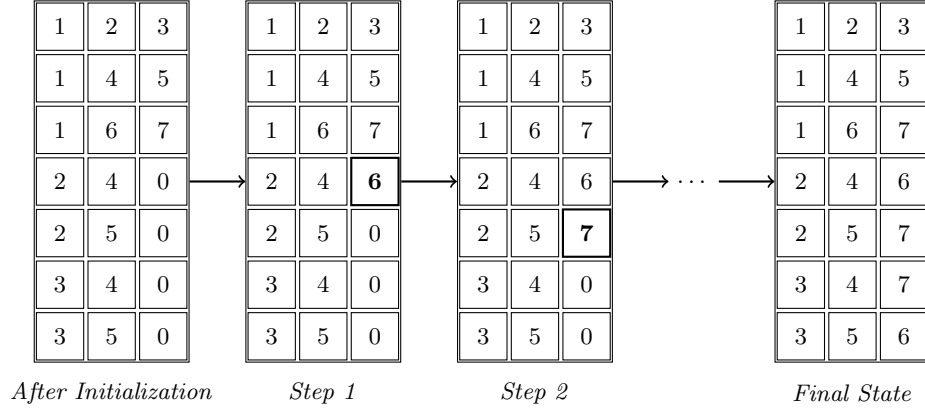 1 2 3 1 2 3 1 2 3 1 2 3
1 4 5 1 4 5 1 4 5 1 4 5
1 6 7 1 6 7 1 6 7 1 6 7
2 4 0 2 4 6 2 4 6 ... 2 4 6
2 5 0 2 5 0 2 5 7 2 5 7
3 4 0 3 4 0 3 4 0 3 4 7
3 5 0 3 5 0 3 5 0 3 5 6
After Initialization Step 1 Step 2 Final State